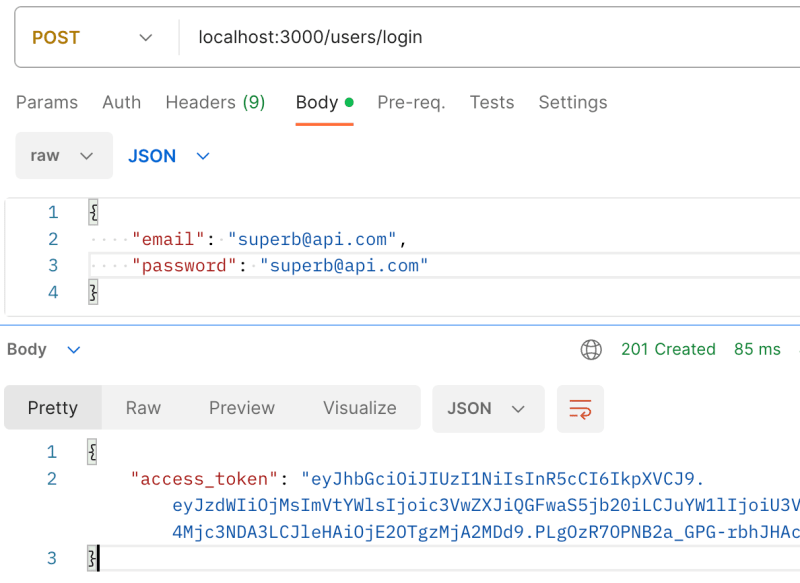 POST localhost:3000/users/login
Params Auth Headers (9) Body Pre-req. Tests Settings
raw JSON
1 {
2 ····"email":·"superb@api.com",
3 ····"password":·"superb@api.com"
4 }
Body 201 Created 85 ms
Pretty Raw Preview Visualize JSON
1 {
2 "access_token": "eyJhbGciOiJIUzI1NiIsInR5cCI6IkpXVCJ9.
eyJzdWIiOjMsImVtYWlsIjoic3VwZXJiQGFwaS5jb20iLCJuYW1lIjoiU3V
4Mjc3NDA3LCJleHAiOjE2OTgzMjA2MDd9.PLgOzR7OPNB2a_GPG-rbhJHAc
3 }